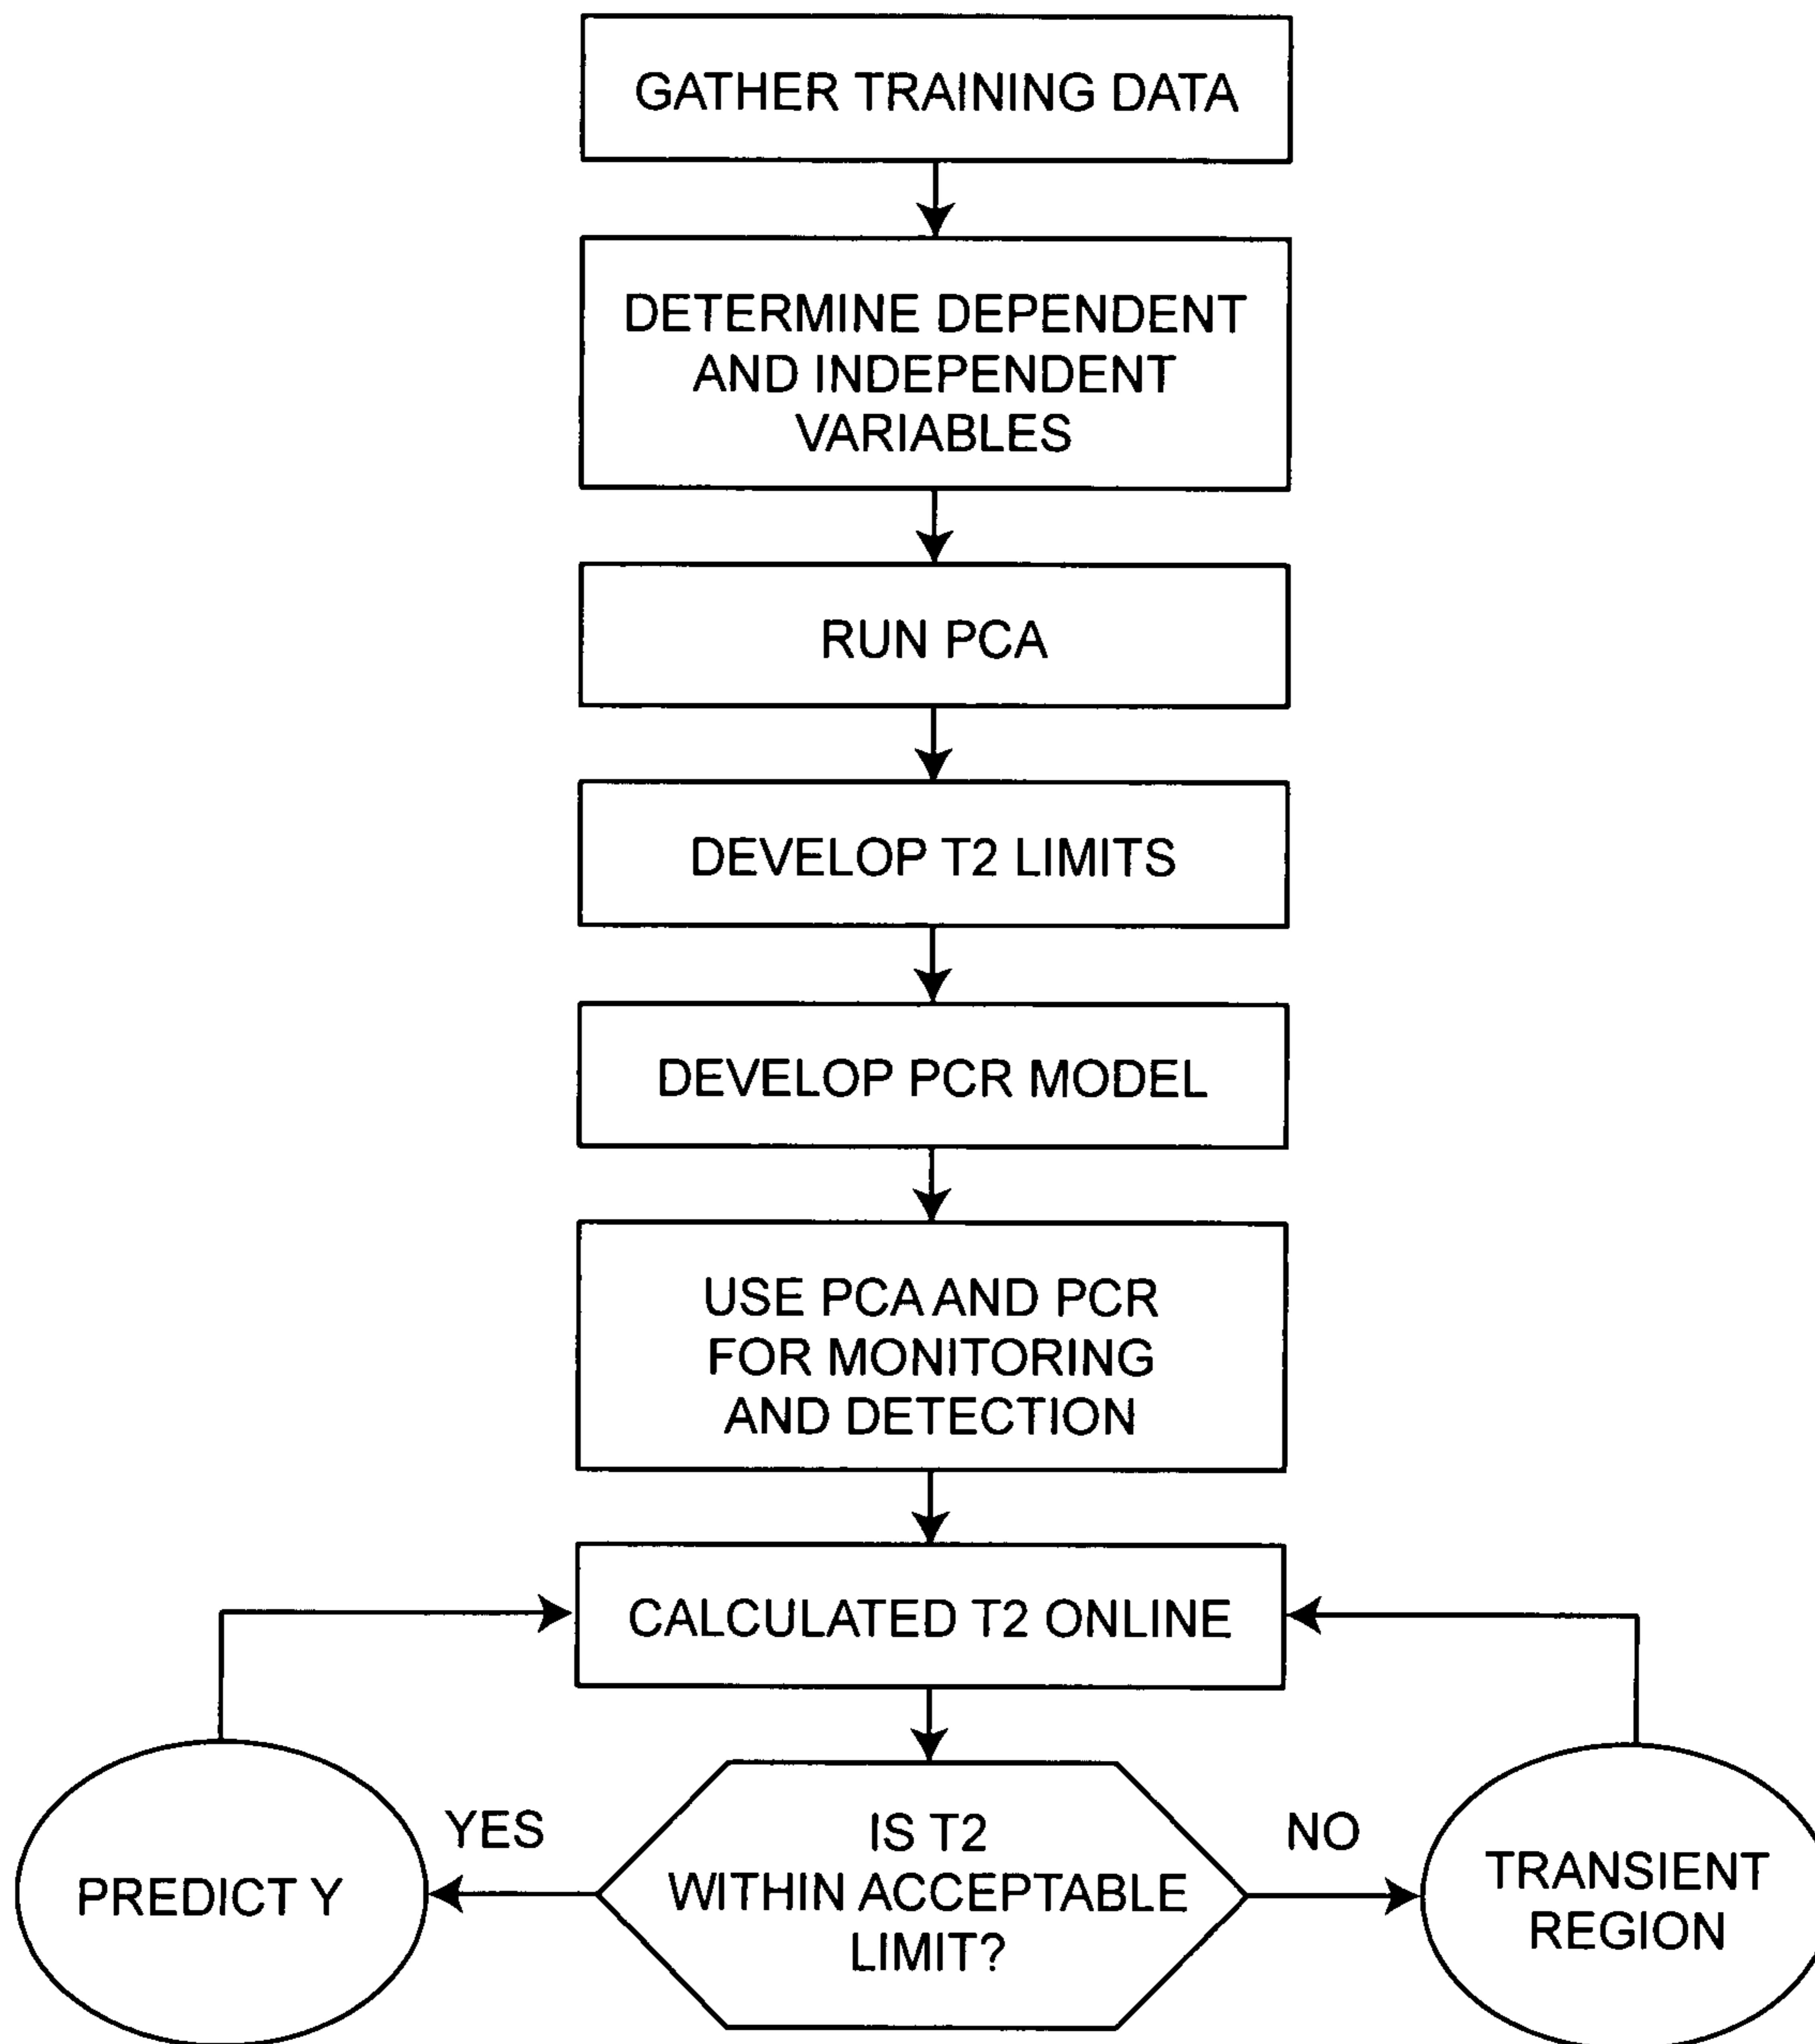 GATHER TRAINING DATA
DETERMINE DEPENDENT
AND INDEPENDENT
VARIABLES
RUN PCA
DEVELOP T2 LIMITS
DEVELOP PCR MODEL
USE PCA AND PCR
FOR MONITORING
AND DETECTION
CALCULATED T2 ONLINE
YES
NO
PREDICT Y
IS T2
WITHIN ACCEPTABLE
LIMIT?
TRANSIENT
REGION